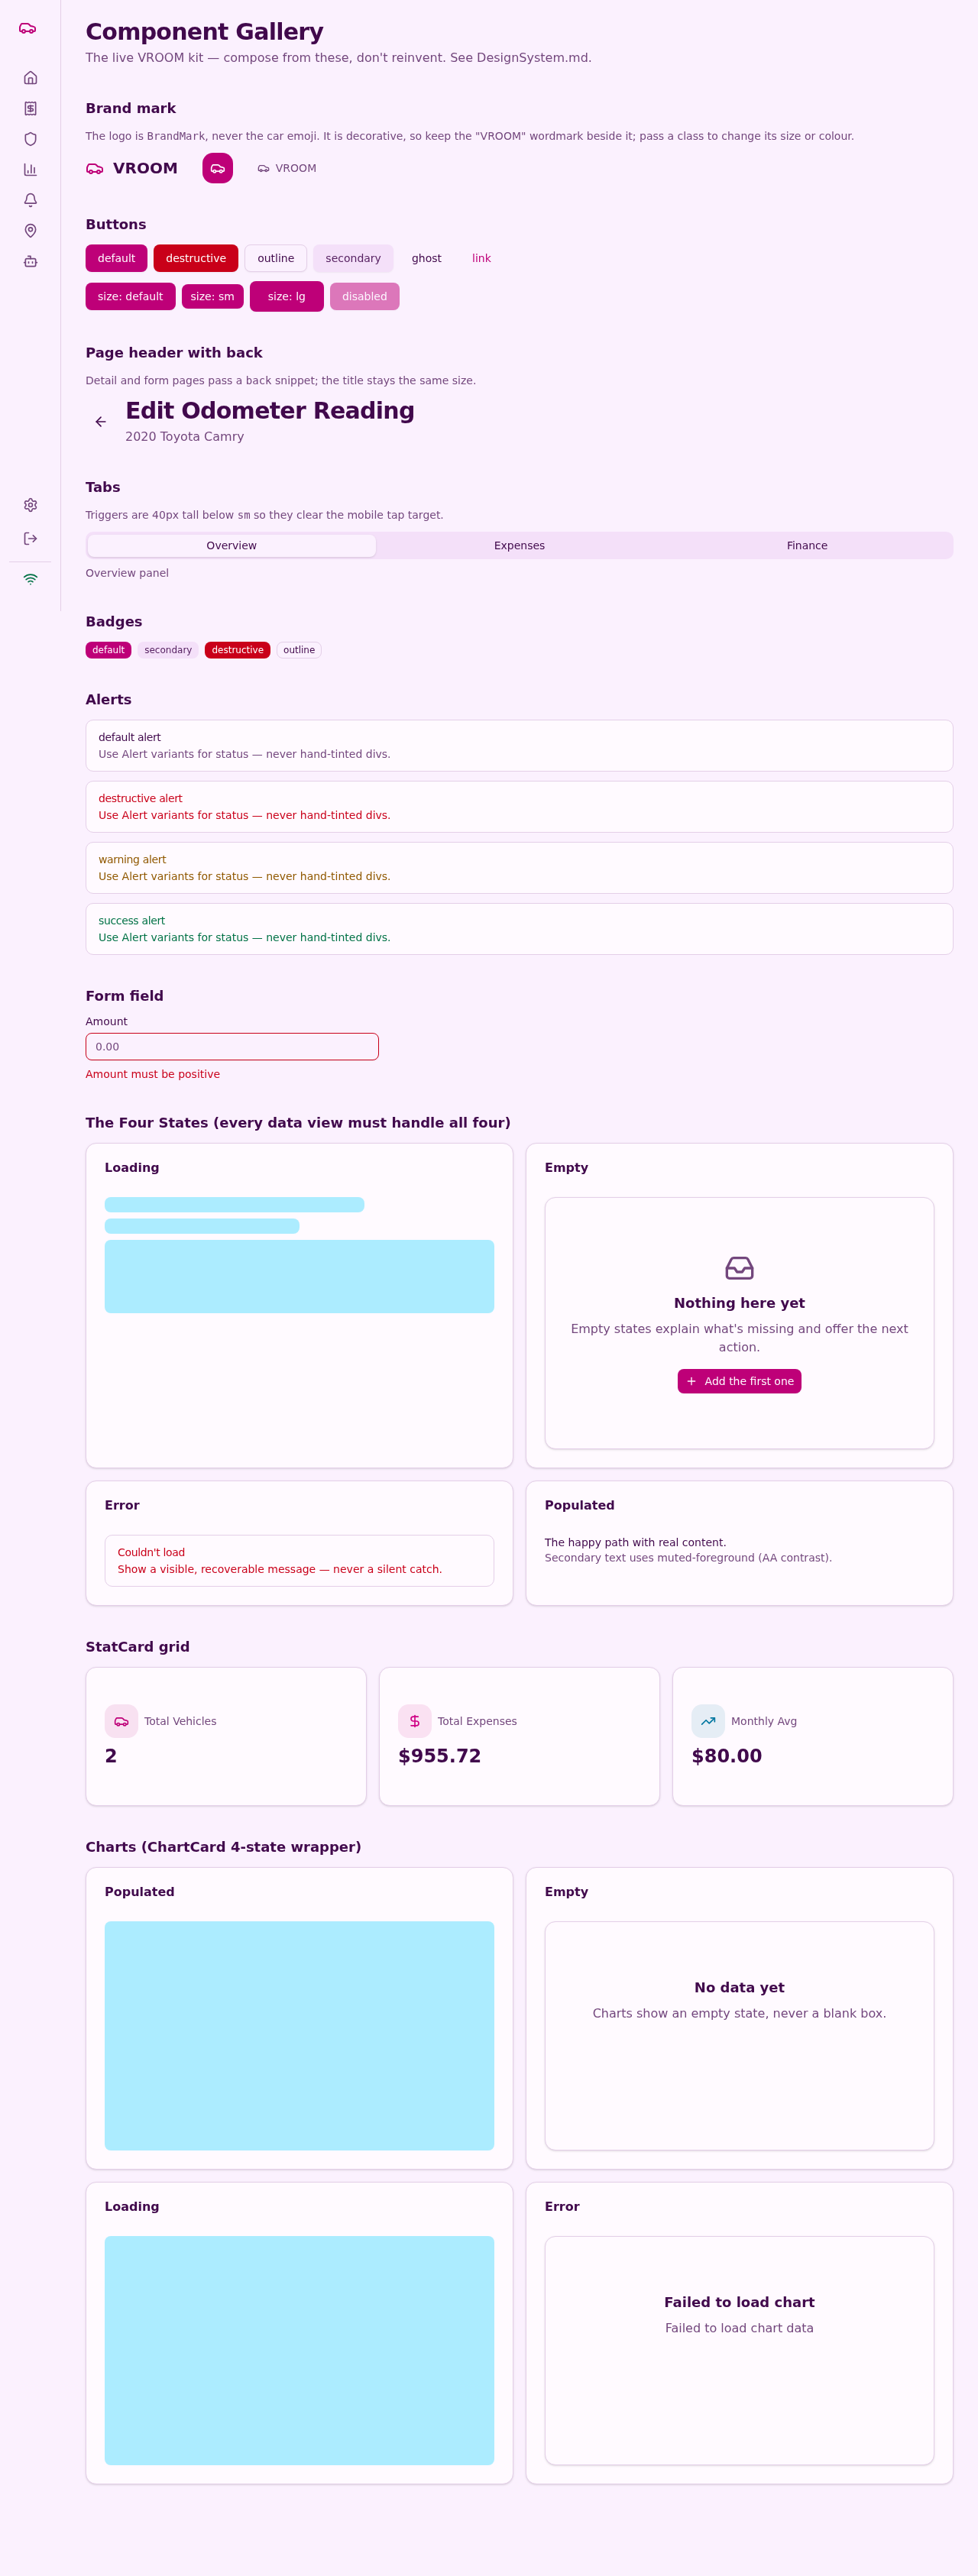 Component Gallery
The live VROOM kit — compose from these, don't reinvent. See DesignSystem.md.
Brand mark
The logo is BrandMark, never the car emoji. It is decorative, so keep the "VROOM" wordmark beside it; pass a class to change its size or colour.
VROOM VROOM
Buttons
default destructive outline secondary ghost link
size: default size: sm size: lg disabled
Page header with back
Detail and form pages pass a back snippet; the title stays the same size.
Edit Odometer Reading
2020 Toyota Camry
Tabs
Triggers are 40px tall below sm so they clear the mobile tap target.
Overview Expenses Finance
Overview panel
Badges
default secondary destructive outline
Alerts
default alert
Use Alert variants for status — never hand-tinted divs.
destructive alert
Use Alert variants for status — never hand-tinted divs.
warning alert
Use Alert variants for status — never hand-tinted divs.
success alert
Use Alert variants for status — never hand-tinted divs.
Form field
Amount
0.00
Amount must be positive
The Four States (every data view must handle all four)
Loading
Empty
Nothing here yet
Empty states explain what's missing and offer the next
action.
Add the first one
Error
Couldn't load
Show a visible, recoverable message — never a silent catch.
Populated
The happy path with real content.
Secondary text uses muted-foreground (AA contrast).
StatCard grid
Total Vehicles
2
Total Expenses
$955.72
Monthly Avg
$80.00
Charts (ChartCard 4-state wrapper)
Populated
Empty
No data yet
Charts show an empty state, never a blank box.
Loading
Error
Failed to load chart
Failed to load chart data